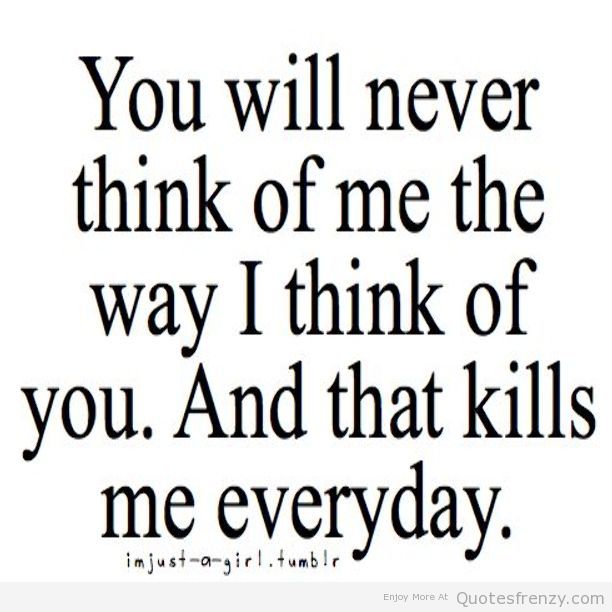 You will never
think of me the
way I think of
you. And that kills
me everyday.
imjust-a-girl.tumblr
Enjoy More At Quotesfrenzy.com